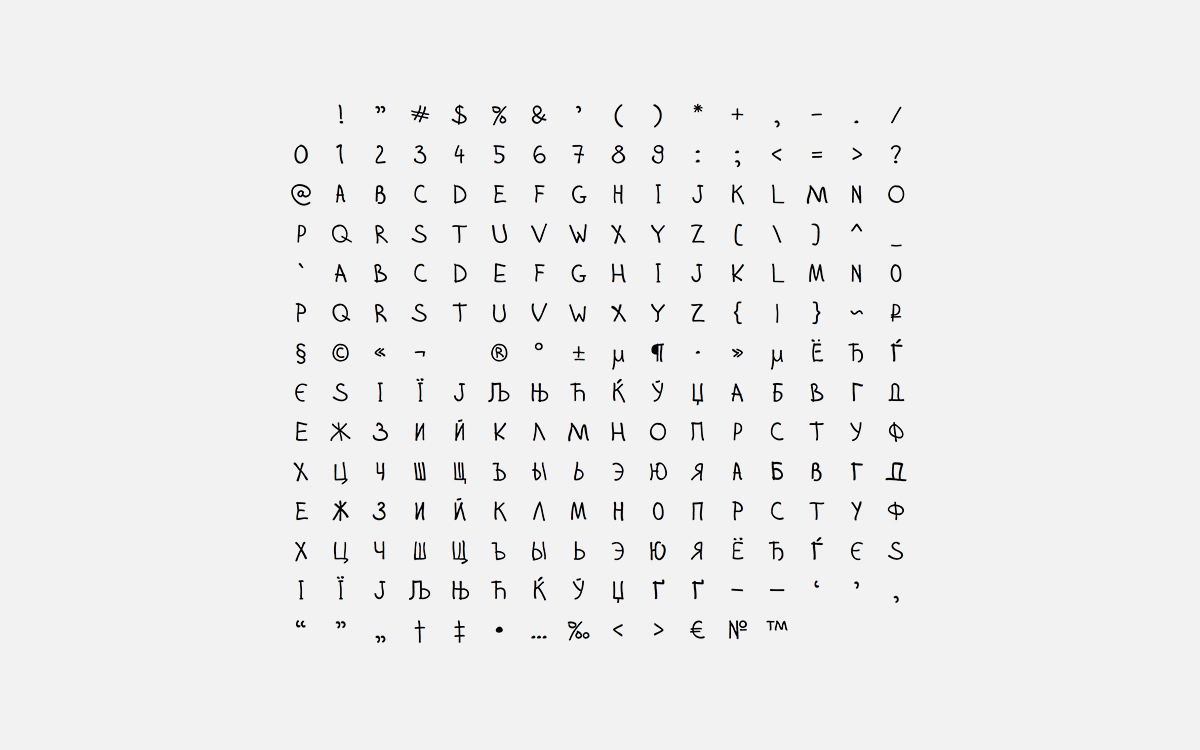 ! ” # $ % & ’ ( ) * + , - . /
0 1 2 3 4 5 6 7 8 9 : ; < = > ?
@ A B C D E F G H I J K L M N O
P Q R S T U V W X Y Z [ \ ] ^ _
` A B C D E F G H I J K L M N O
P Q R S T U V W X Y Z { | } ~ ₽
§ © « ¬ ® ° ± µ ¶ · » µ Ё Ђ Ѓ
Є Ѕ І Ї Ј Љ Њ Ћ Ќ Ў Џ А Б В Г Д
Е Ж З И Й К Л М Н О П Р С Т У Ф
Х Ц Ч Ш Щ Ъ Ы Ь Э Ю Я А Б В Г Д
Е Ж З И Й К Л М Н О П Р С Т У Ф
Х Ц Ч Ш Щ Ъ Ы Ь Э Ю Я Ё Ђ Ѓ Є Ѕ
І Ї Ј Љ Њ Ћ Ќ Ў Џ Ґ Ґ – — ‘ ’ ‚
“ ” „ † ‡ • … ‰ < > € № ™